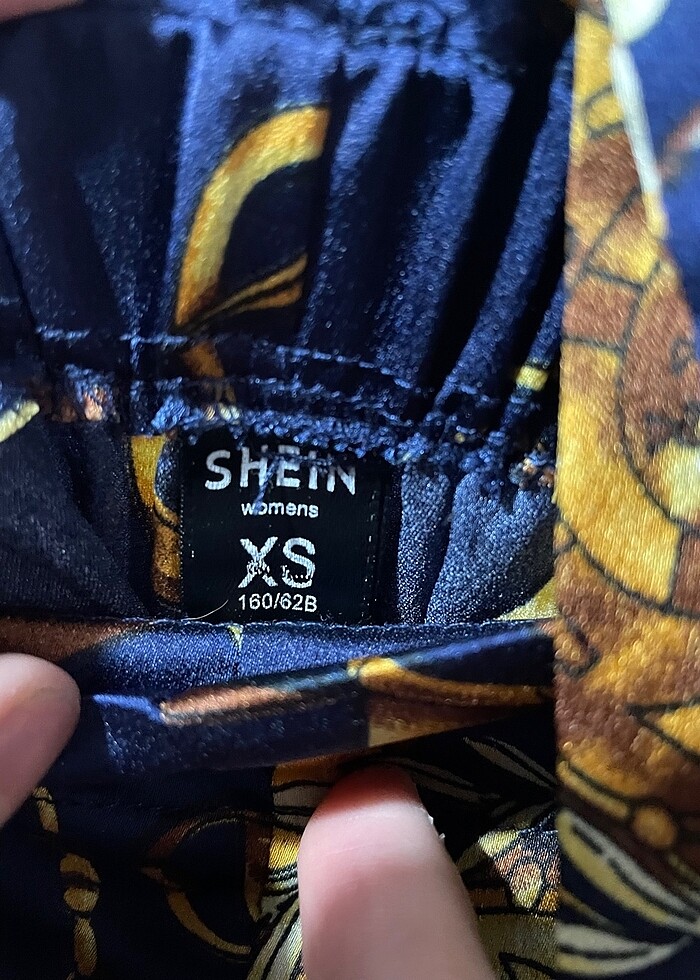 SHEIN
womens
XS
160/62B